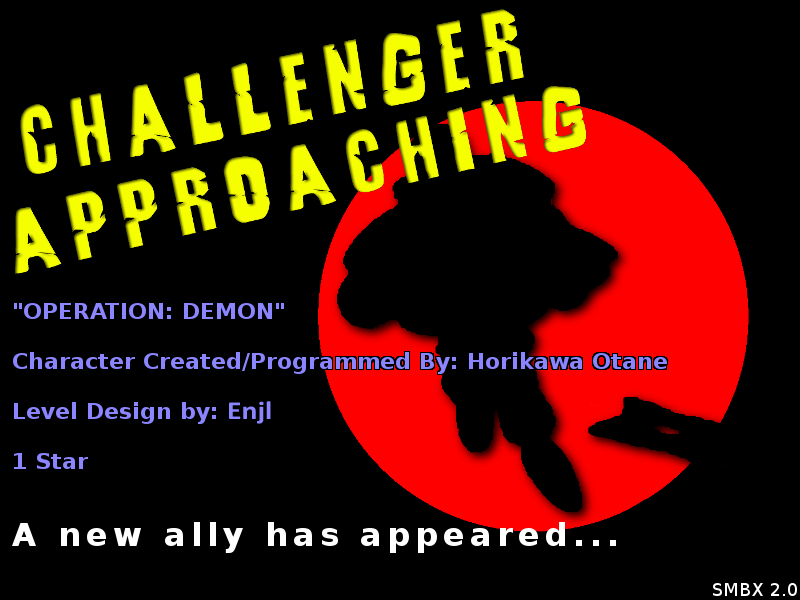 CHALLENGER
APPROACHING
"OPERATION: DEMON"
Character Created/Programmed By: Horikawa Otane
Level Design by: Enjl
1 Star
A new ally has appeared...
SMBX 2.0